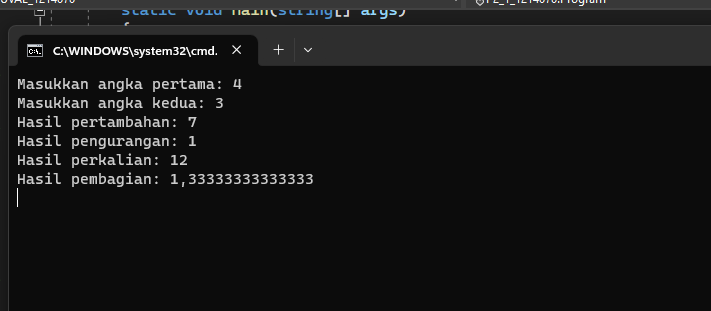 static void Main(string[] args)
C:\WINDOWS\system32\cmd.
Masukkan angka pertama: 4
Masukkan angka kedua: 3
Hasil pertambahan: 7
Hasil pengurangan: 1
Hasil perkalian: 12
Hasil pembagian: 1,33333333333333